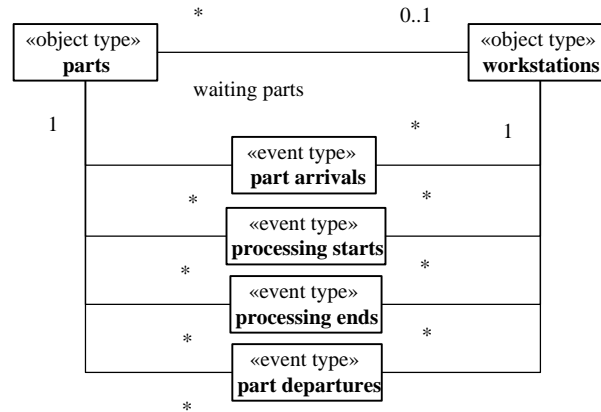 * 0..1
«object type» «object type»
parts workstations
waiting parts
1 * 1
«event type»
part arrivals
* *
«event type»
processing starts
* *
«event type»
processing ends
* *
«event type»
part departures
*